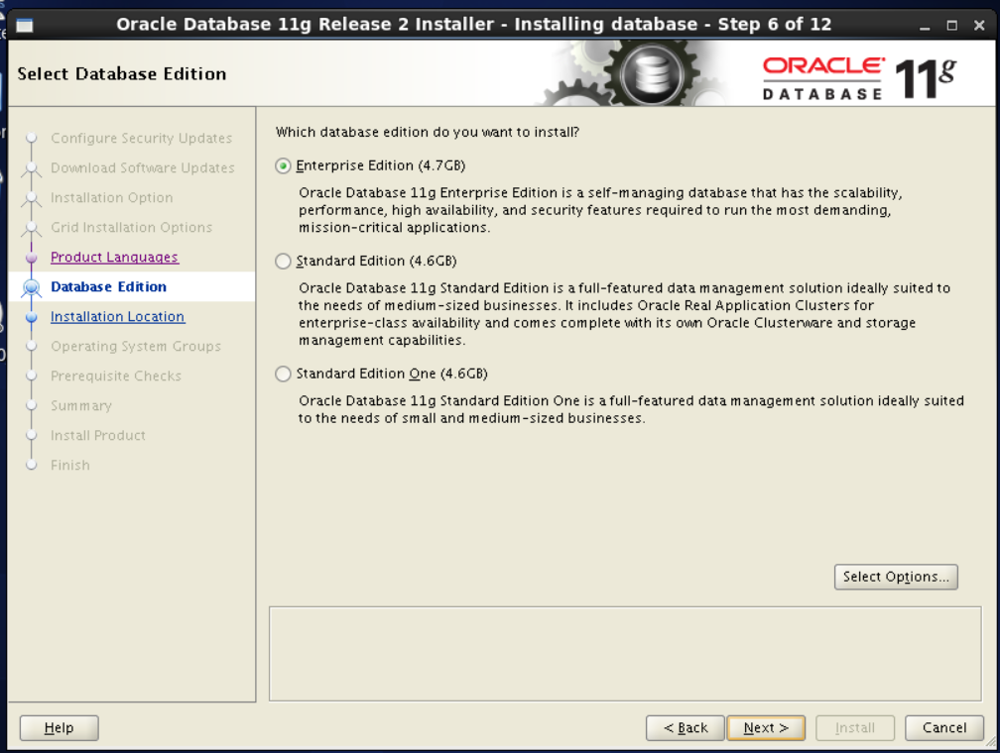 Oracle Database 11g Release 2 Installer - Installing database - Step 6 of 12
Select Database Edition
ORACLE
DATABASE
11g
Configure Security Updates
Download Software Updates
Installation Option
Grid Installation Options
Product Languages
Database Edition
Installation Location
Operating System Groups
Prerequisite Checks
Summary
Install Product
Finish
Which database edition do you want to install?
Enterprise Edition (4.7GB)
Oracle Database 11g Enterprise Edition is a self-managing database that has the scalability,
performance, high availability, and security features required to run the most demanding,
mission-critical applications.
Standard Edition (4.6GB)
Oracle Database 11g Standard Edition is a full-featured data management solution ideally suited to
the needs of medium-sized businesses. It includes Oracle Real Application Clusters for
enterprise-class availability and comes complete with its own Oracle Clusterware and storage
management capabilities.
Standard Edition One (4.6GB)
Oracle Database 11g Standard Edition One is a full-featured data management solution ideally suited
to the needs of small and medium-sized businesses.
Select Options...
Help
< Back
Next >
Install
Cancel